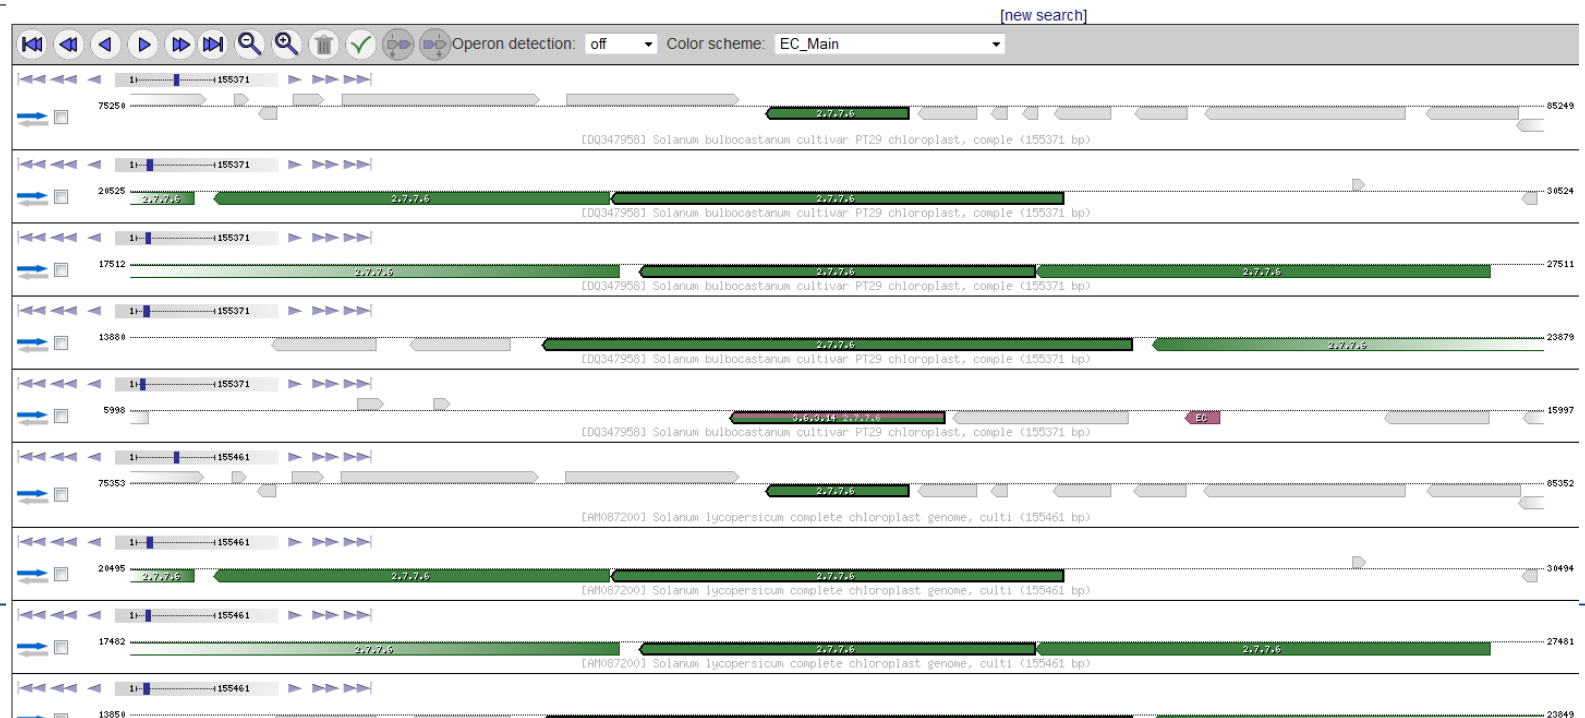 [new search]
Operon detection: off Color scheme: EC_Main
1 155371
75250 2.7.7.6 85249
[DQ347958] Solanum bulbocastanum cultivar PT29 chloroplast, comple (155371 bp)
1 155371
20525 2.7.7.6 2.7.7.6 2.7.7.6 30524
[DQ347958] Solanum bulbocastanum cultivar PT29 chloroplast, comple (155371 bp)
1 155371
17512 2.7.7.6 2.7.7.6 2.7.7.6 27511
[DQ347958] Solanum bulbocastanum cultivar PT29 chloroplast, comple (155371 bp)
1 155371
13880 2.7.7.6 2.7.7.6 23879
[DQ347958] Solanum bulbocastanum cultivar PT29 chloroplast, comple (155371 bp)
1 155371
5998 3.6.3.14 2.7.7.6 EC 15997
[DQ347958] Solanum bulbocastanum cultivar PT29 chloroplast, comple (155371 bp)
1 155461
75353 2.7.7.6 85352
[AM087200] Solanum lycopersicum complete chloroplast genome, culti (155461 bp)
1 155461
20495 2.7.7.6 2.7.7.6 2.7.7.6 30494
[AM087200] Solanum lycopersicum complete chloroplast genome, culti (155461 bp)
1 155461
17482 2.7.7.6 2.7.7.6 2.7.7.6 27481
[AM087200] Solanum lycopersicum complete chloroplast genome, culti (155461 bp)
1 155461
13850 23849